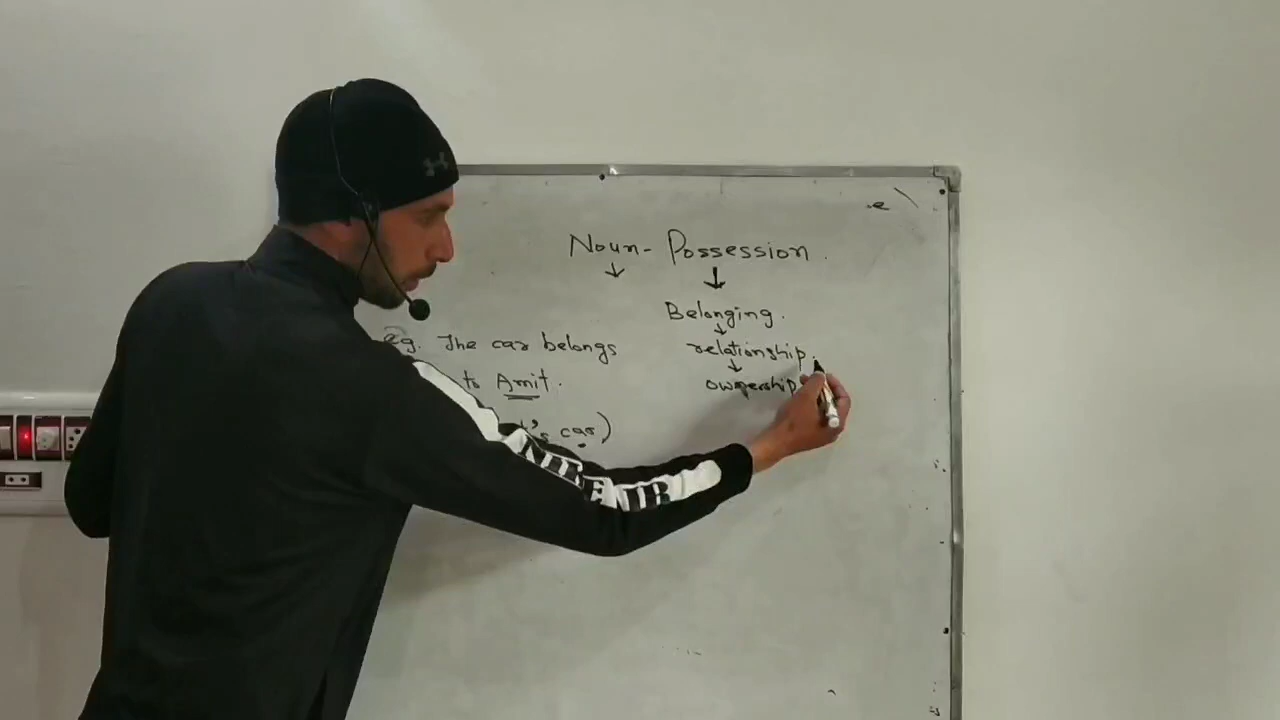 Noun- Possession.
Belonging.
relationship.
ownership
eg. The car belongs
to Amit.
's car)